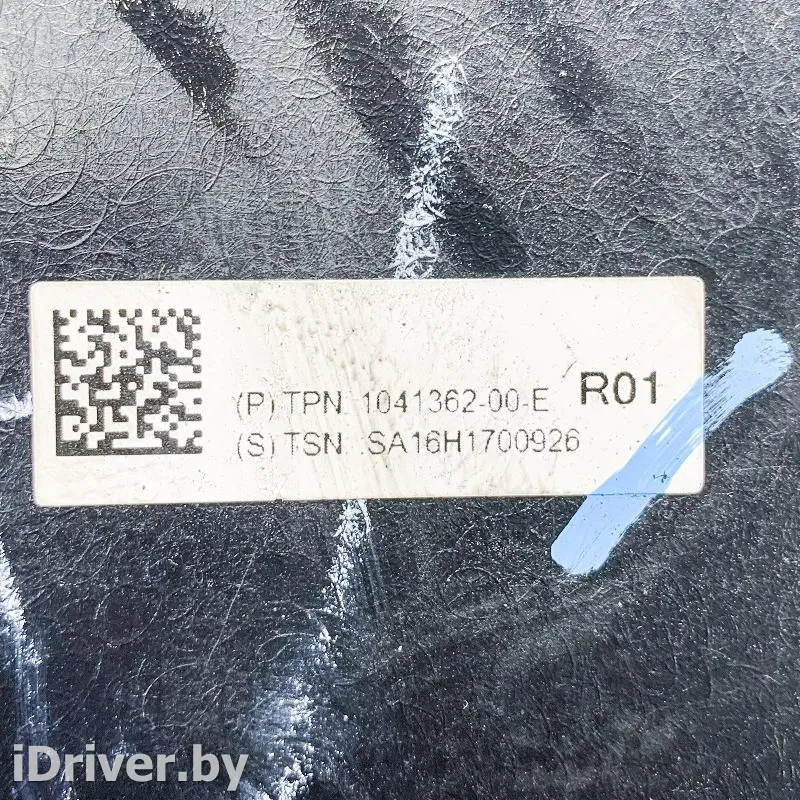 (P) TPN 1041362-00-E R01
(S) TSN SA16H1700926
iDriver.by